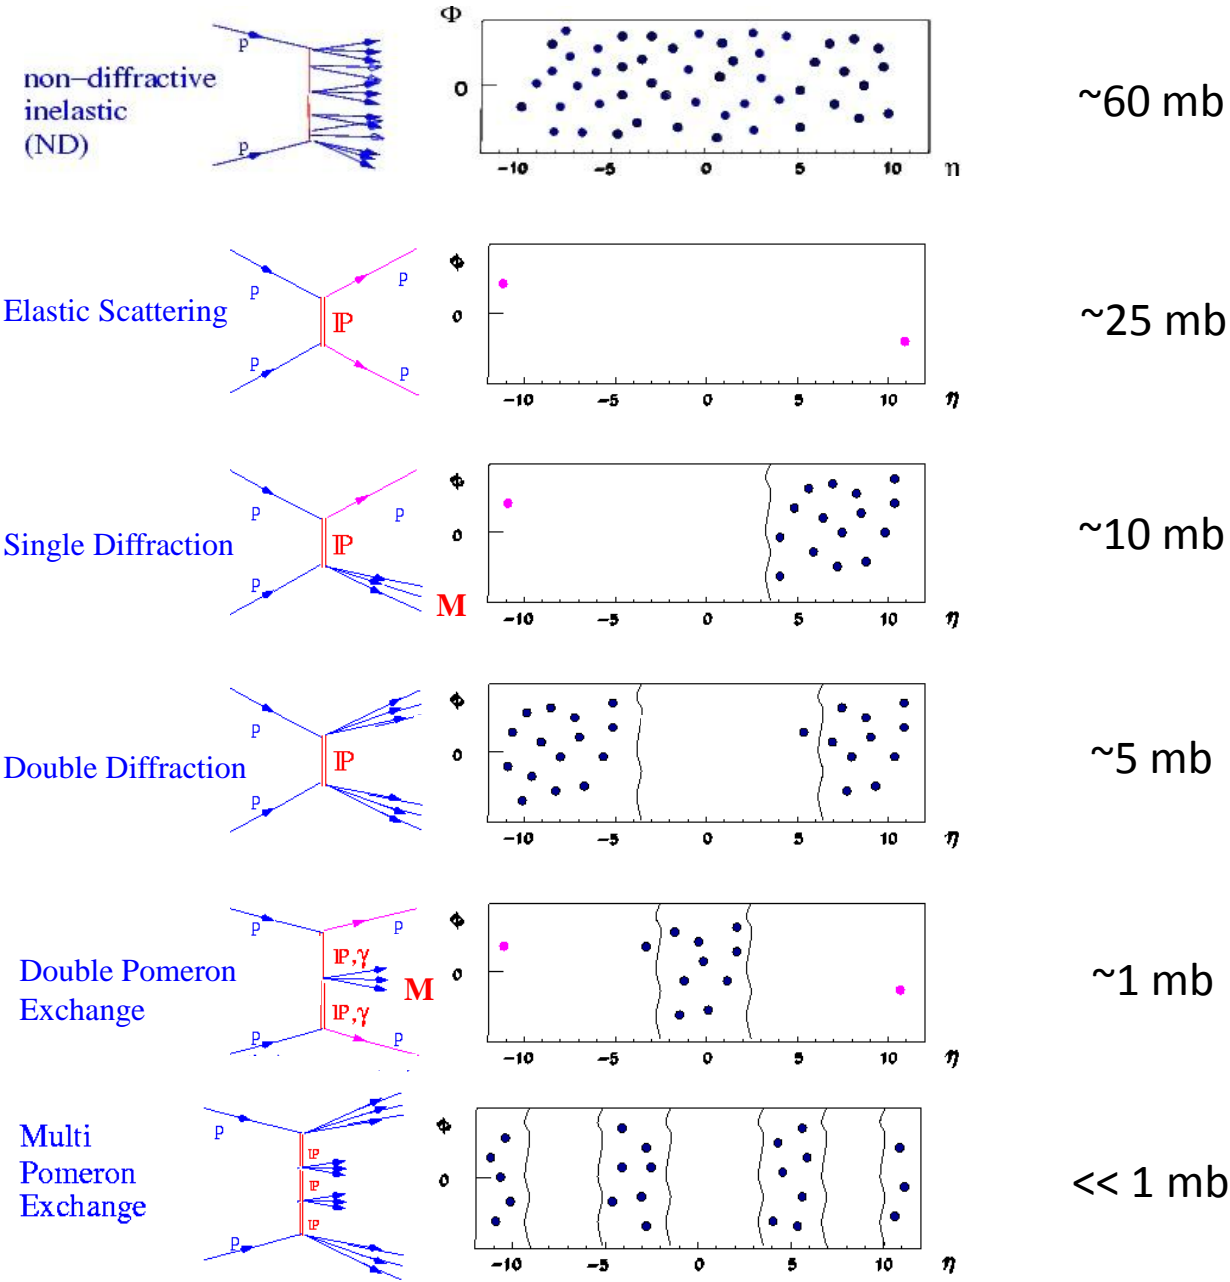 Φ
p
non–diffractive
inelastic
(ND)
p
0
~60 mb
-10 -5 0 5 10 η
Φ
P P
Elastic Scattering
ℙ
0
~25 mb
P P
-10 -5 0 5 10 η
Φ
P P
Single Diffraction
ℙ
0
~10 mb
P
M
-10 -5 0 5 10 η
Φ
P
Double Diffraction
ℙ
0
~5 mb
P
-10 -5 0 5 10 η
Φ
P P
ℙ,γ
Double Pomeron
Exchange
M
0
~1 mb
ℙ,γ
P P
-10 -5 0 5 10 η
Φ
P
Multi
Pomeron
Exchange
ℙ
ℙ
ℙ
0
<< 1 mb
P
-10 -5 0 5 10 η